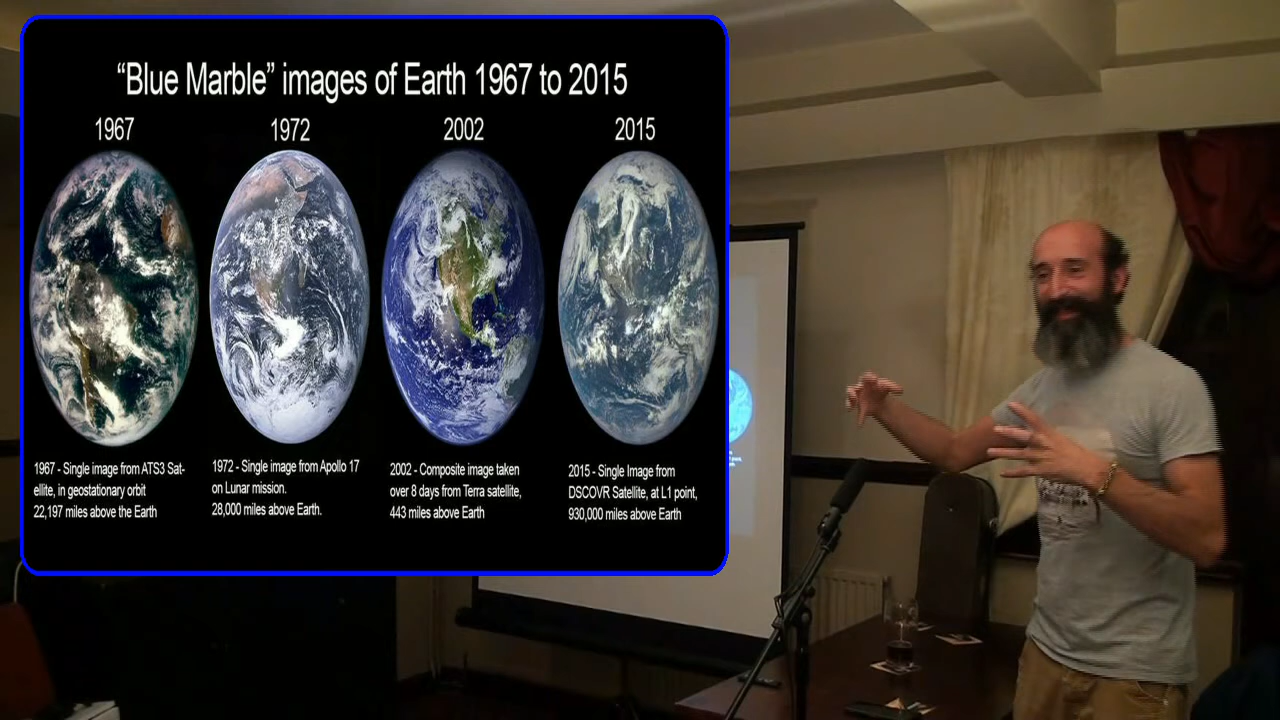 “Blue Marble” images of Earth 1967 to 2015
1967
1972
2002
2015
1967 - Single image from ATS3 Sat-
ellite, in geostationary orbit
22,197 miles above the Earth
1972 - Single image from Apollo 17
on Lunar mission.
28,000 miles above Earth.
2002 - Composite image taken
over 8 days from Terra satellite,
443 miles above Earth
2015 - Single Image from
DSCOVR Satellite, at L1 point,
930,000 miles above Earth